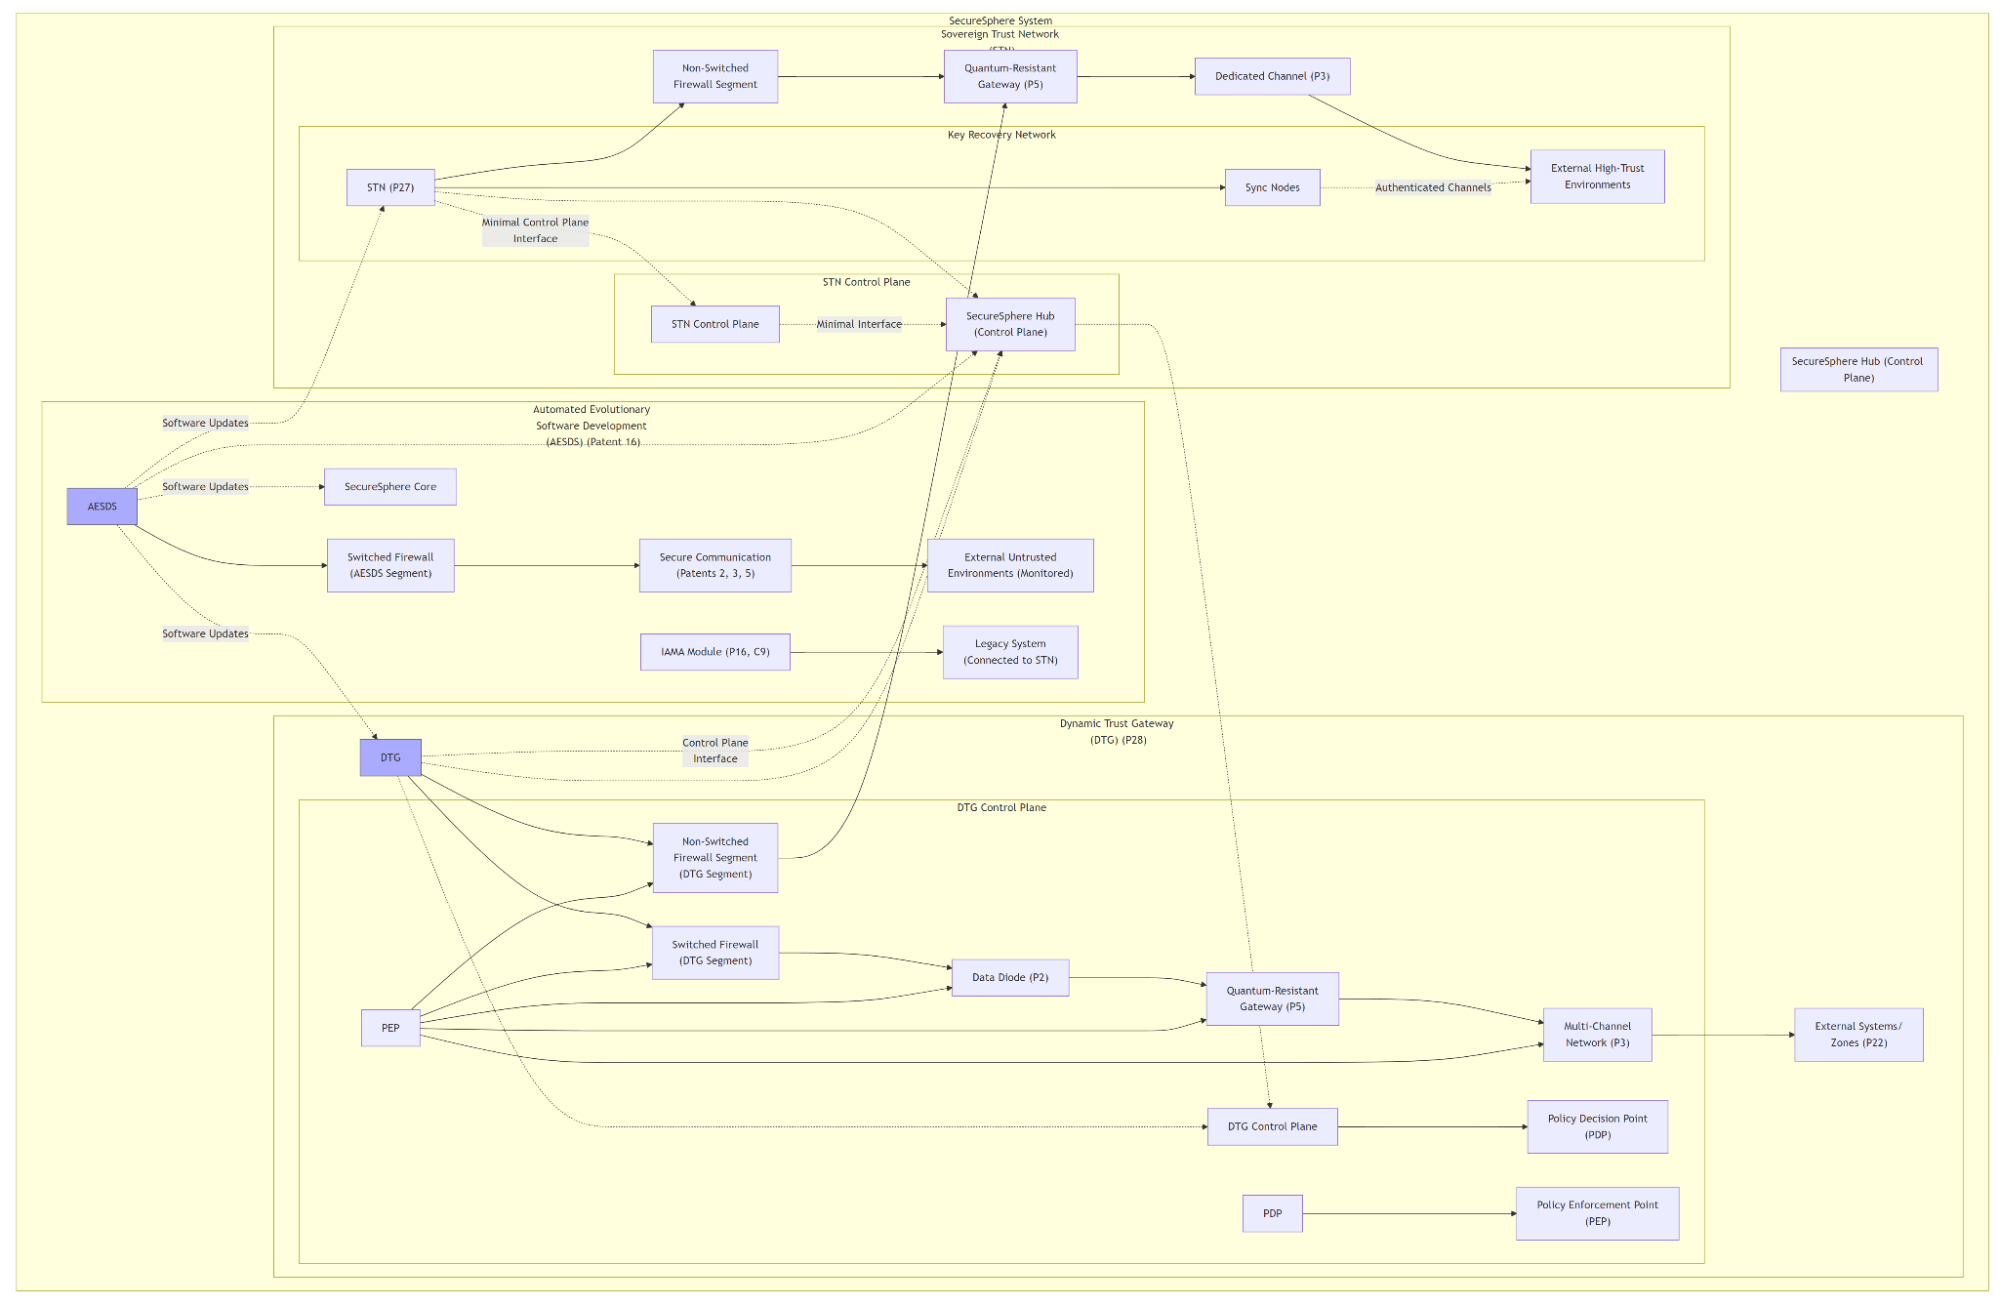 SecureSphere System
Sovereign Trust Network
(STN)
Non-Switched
Firewall Segment
Quantum-Resistant
Gateway (P5)
Dedicated Channel (P3)
Key Recovery Network
STN (P27)
Sync Nodes
Authenticated Channels
External High-Trust
Environments
Minimal Control Plane
Interface
STN Control Plane
STN Control Plane
Minimal Interface
SecureSphere Hub
(Control Plane)
SecureSphere Hub (Control
Plane)
Automated Evolutionary
Software Development
(AESDS) (Patent 16)
Software Updates
Software Updates
AESDS
SecureSphere Core
Switched Firewall
(AESDS Segment)
Secure Communication
(Patents 2, 3, 5)
External Untrusted
Environments (Monitored)
Software Updates
IAMA Module (P16, C9)
Legacy System
(Connected to STN)
Dynamic Trust Gateway
(DTG) (P28)
DTG
Control Plane
Interface
DTG Control Plane
Non-Switched
Firewall Segment
(DTG Segment)
Switched Firewall
(DTG Segment)
Data Diode (P2)
Quantum-Resistant
Gateway (P5)
PEP
Multi-Channel
Network (P3)
External Systems/
Zones (P22)
DTG Control Plane
Policy Decision Point
(PDP)
PDP
Policy Enforcement Point
(PEP)